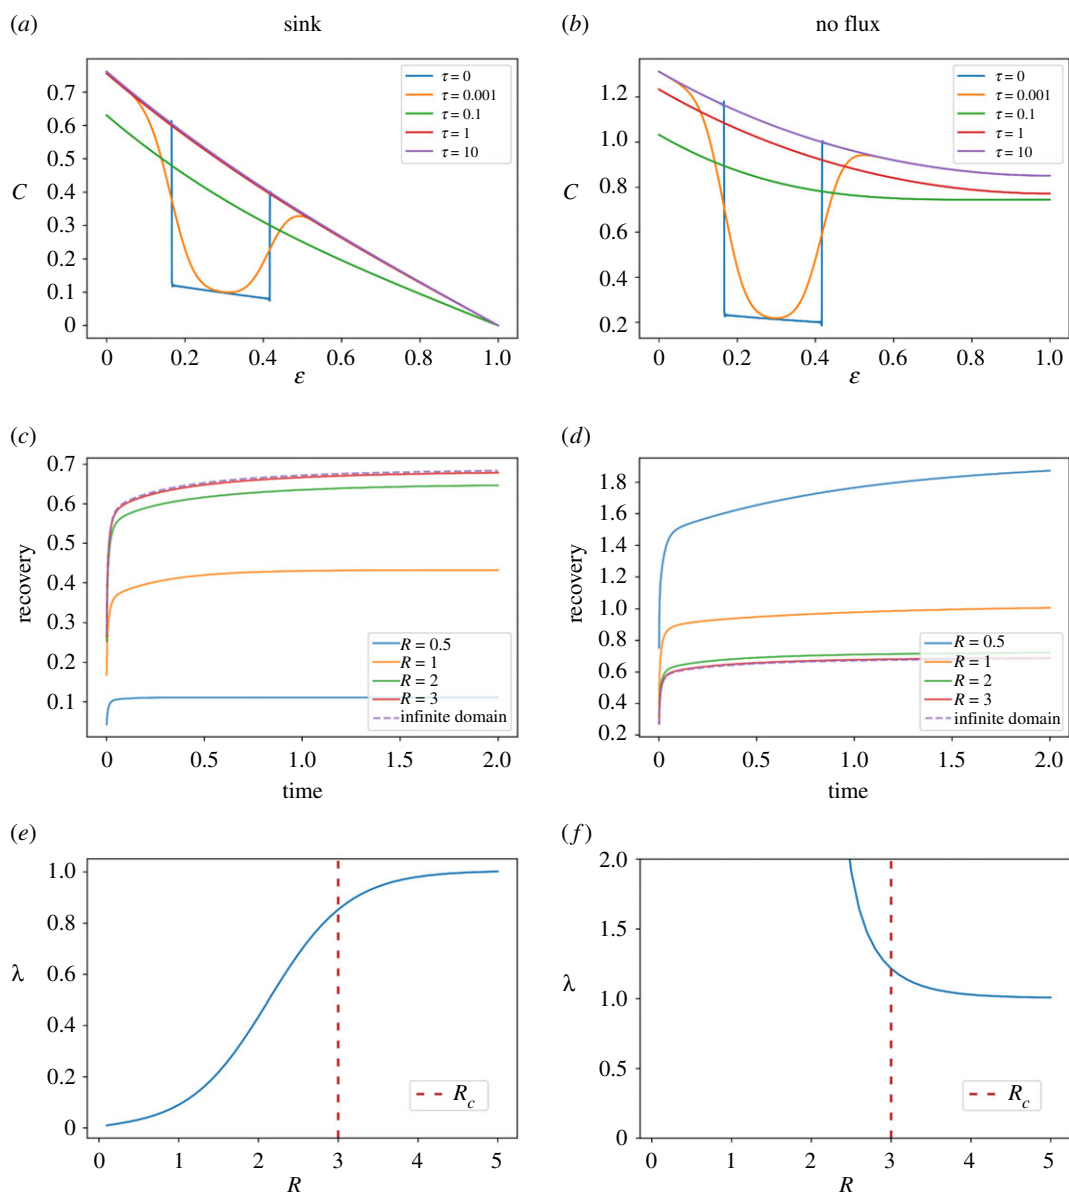 (a) sink
(b) no flux
0.7
0.6
0.5
0.4
0.3
0.2
0.1
0
C
τ = 0
τ = 0.001
τ = 0.1
τ = 1
τ = 10
0 0.2 0.4 0.6 0.8 1.0
ε
1.2
1.0
0.8
0.6
0.4
0.2
C
τ = 0
τ = 0.001
τ = 0.1
τ = 1
τ = 10
0 0.2 0.4 0.6 0.8 1.0
ε
(c)
0.7
0.6
0.5
0.4
0.3
0.2
0.1
recovery
R = 0.5
R = 1
R = 2
R = 3
infinite domain
0 0.5 1.0 1.5 2.0
time
(d)
1.8
1.6
1.4
1.2
1.0
0.8
0.6
0.4
0.2
recovery
R = 0.5
R = 1
R = 2
R = 3
infinite domain
0 0.5 1.0 1.5 2.0
time
(e)
1.0
0.8
0.6
0.4
0.2
0
λ
R_c
0 1 2 3 4 5
R
(f)
2.0
1.5
1.0
0.5
0
λ
R_c
0 1 2 3 4 5
R